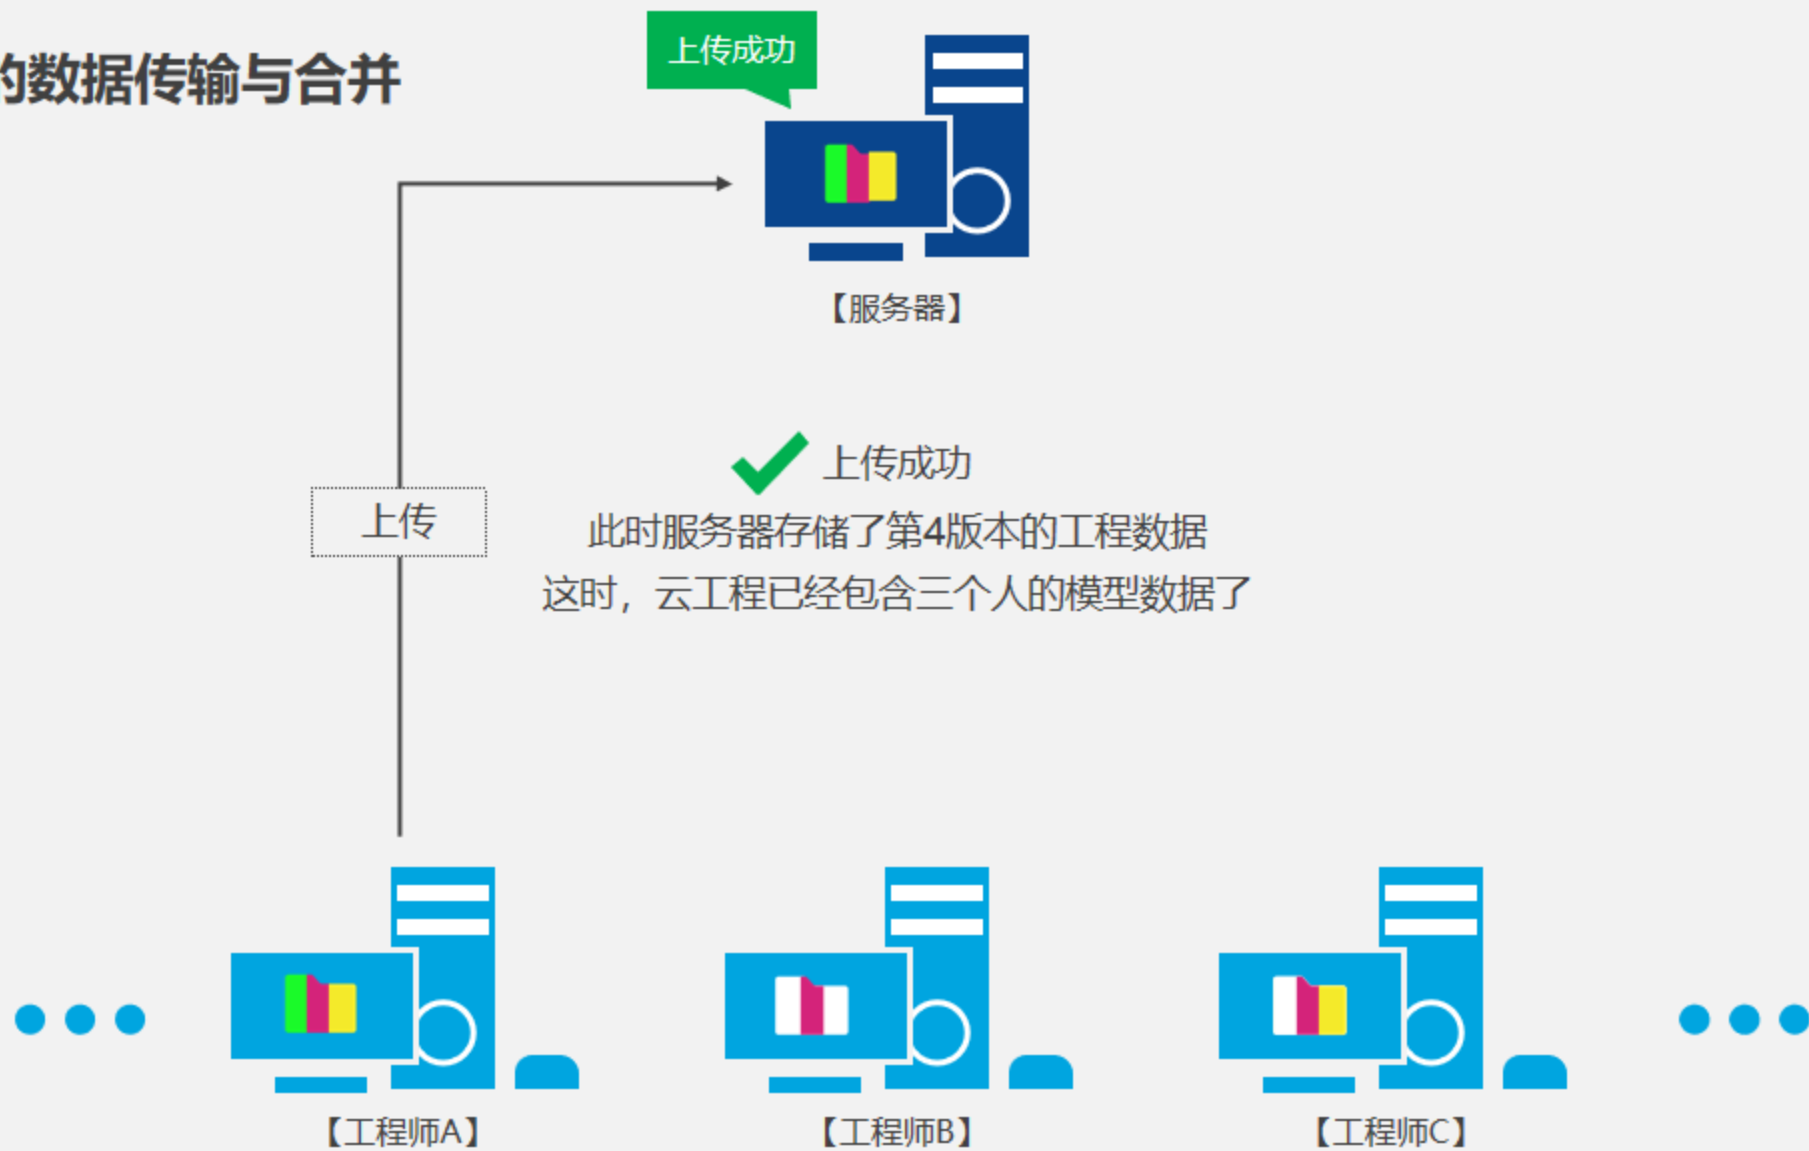 的数据传输与合并
上传成功
【服务器】
上传成功
上传
此时服务器存储了第4版本的工程数据
这时，云工程已经包含三个人的模型数据了
【工程师A】
【工程师B】
【工程师C】